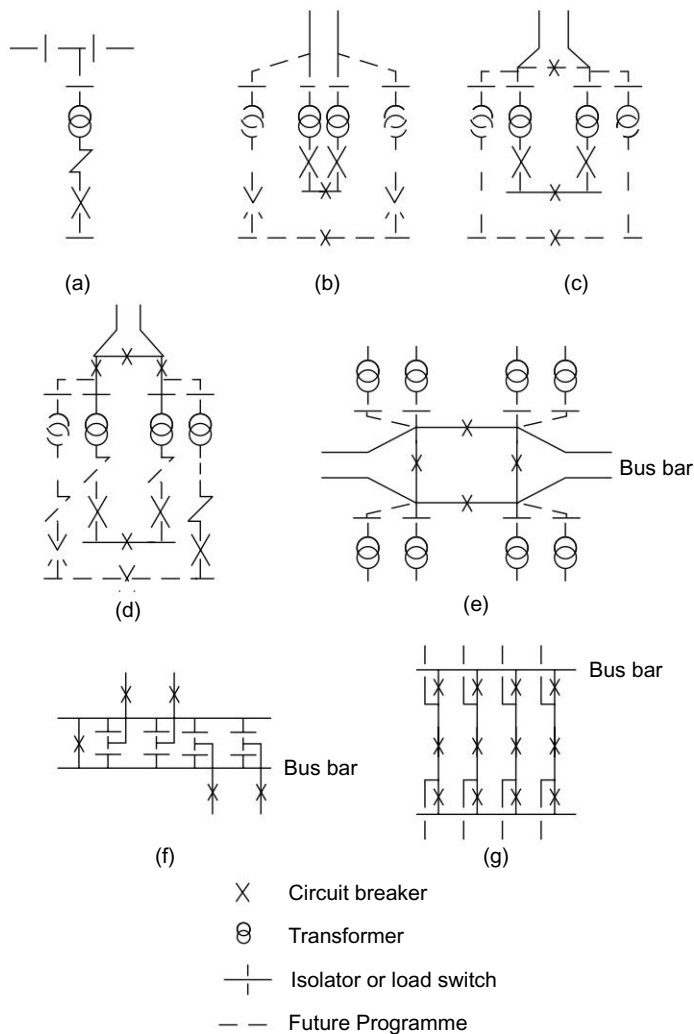 (a)
(b)
(c)
Bus bar
(d)
(e)
Bus bar
Bus bar
(f)
(g)
Circuit breaker
Transformer
Isolator or load switch
Future Programme